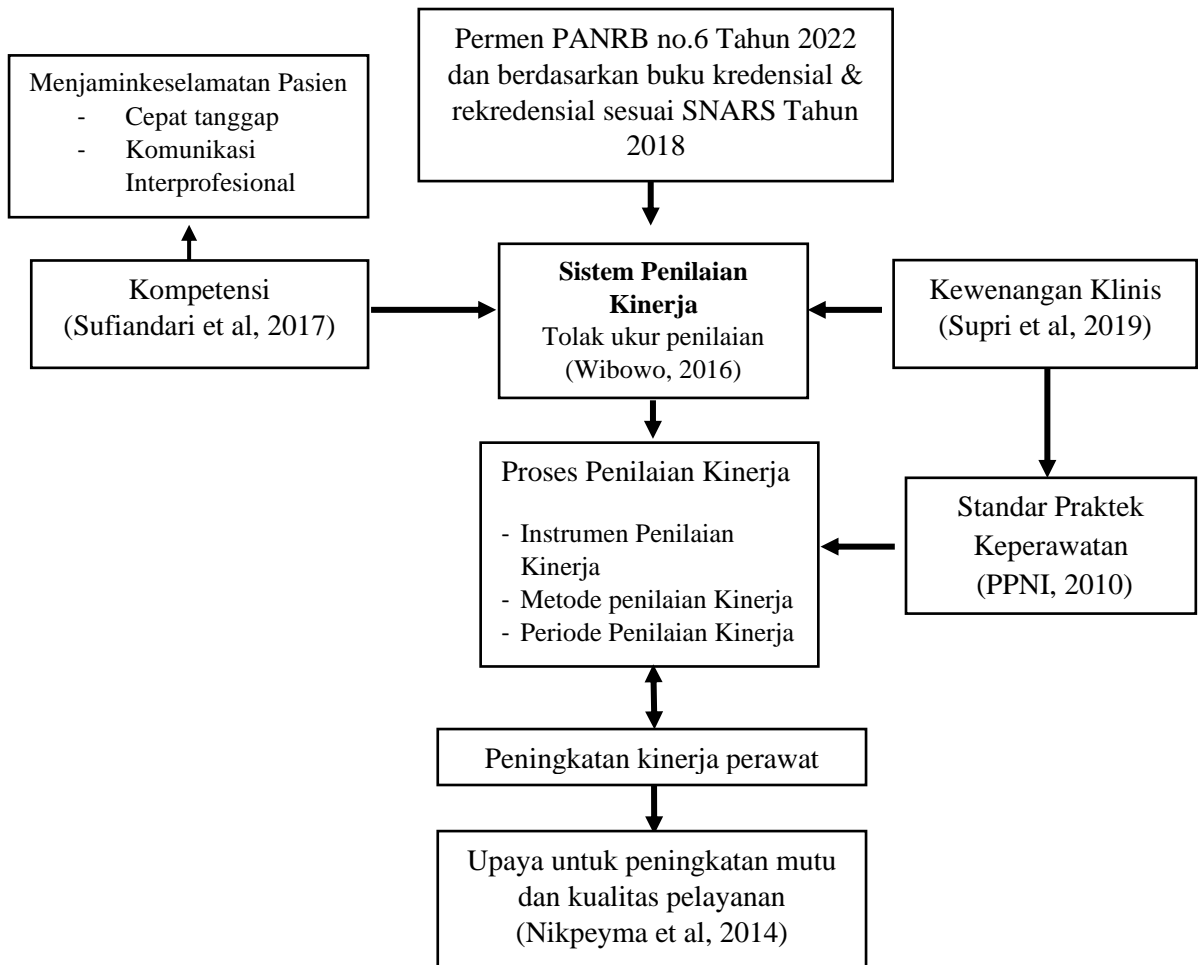 Permen PANRB no.6 Tahun 2022
dan berdasarkan buku kredensial &
rekredensial sesuai SNARS Tahun
2018
Menjaminkeselamatan Pasien
- Cepat tanggap
- Komunikasi
Interprofesional
Kompetensi
(Sufiandari et al, 2017)
Sistem Penilaian
Kinerja
Tolak ukur penilaian
(Wibowo, 2016)
Kewenangan Klinis
(Supri et al, 2019)
Proses Penilaian Kinerja
- Instrumen Penilaian
Kinerja
- Metode penilaian Kinerja
- Periode Penilaian Kinerja
Standar Praktek
Keperawatan
(PPNI, 2010)
Peningkatan kinerja perawat
Upaya untuk peningkatan mutu
dan kualitas pelayanan
(Nikpeyma et al, 2014)